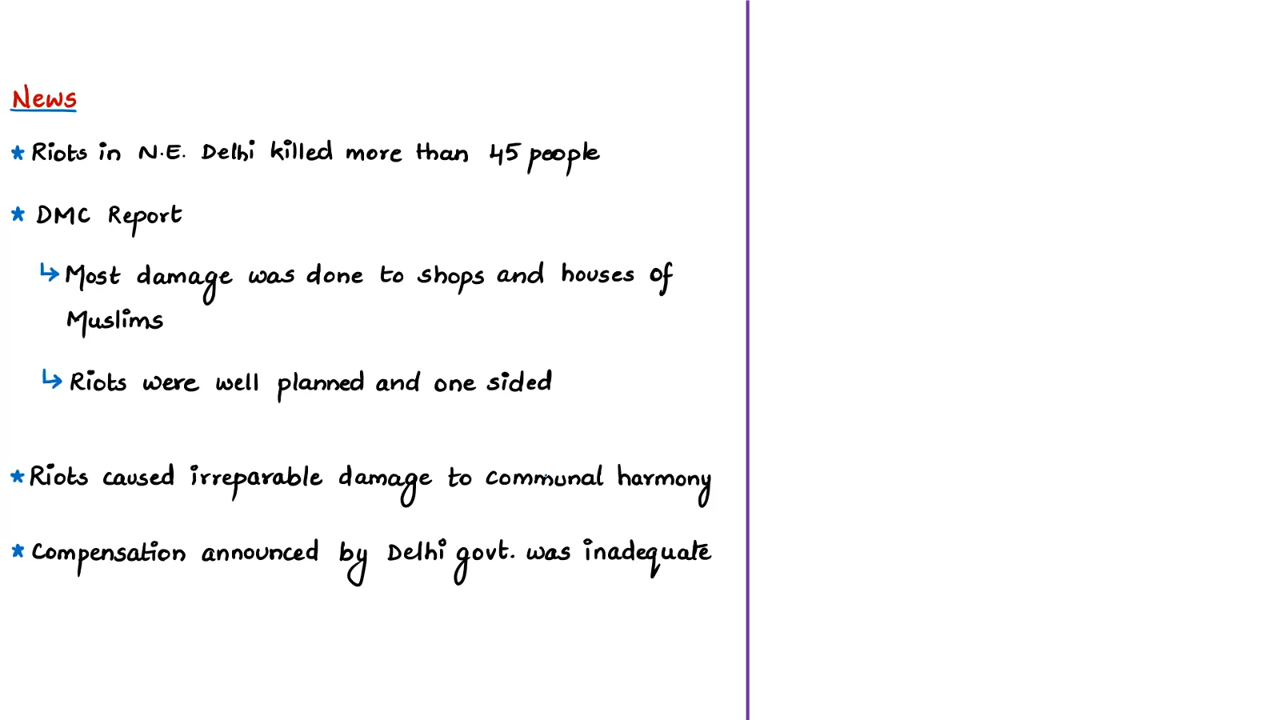 News
* Riots in N.E. Delhi killed more than 45 people
* DMC Report
↳ Most damage was done to shops and houses of
Muslims
↳ Riots were well planned and one sided
* Riots caused irreparable damage to communal harmony
* Compensation announced by Delhi govt. was inadequate